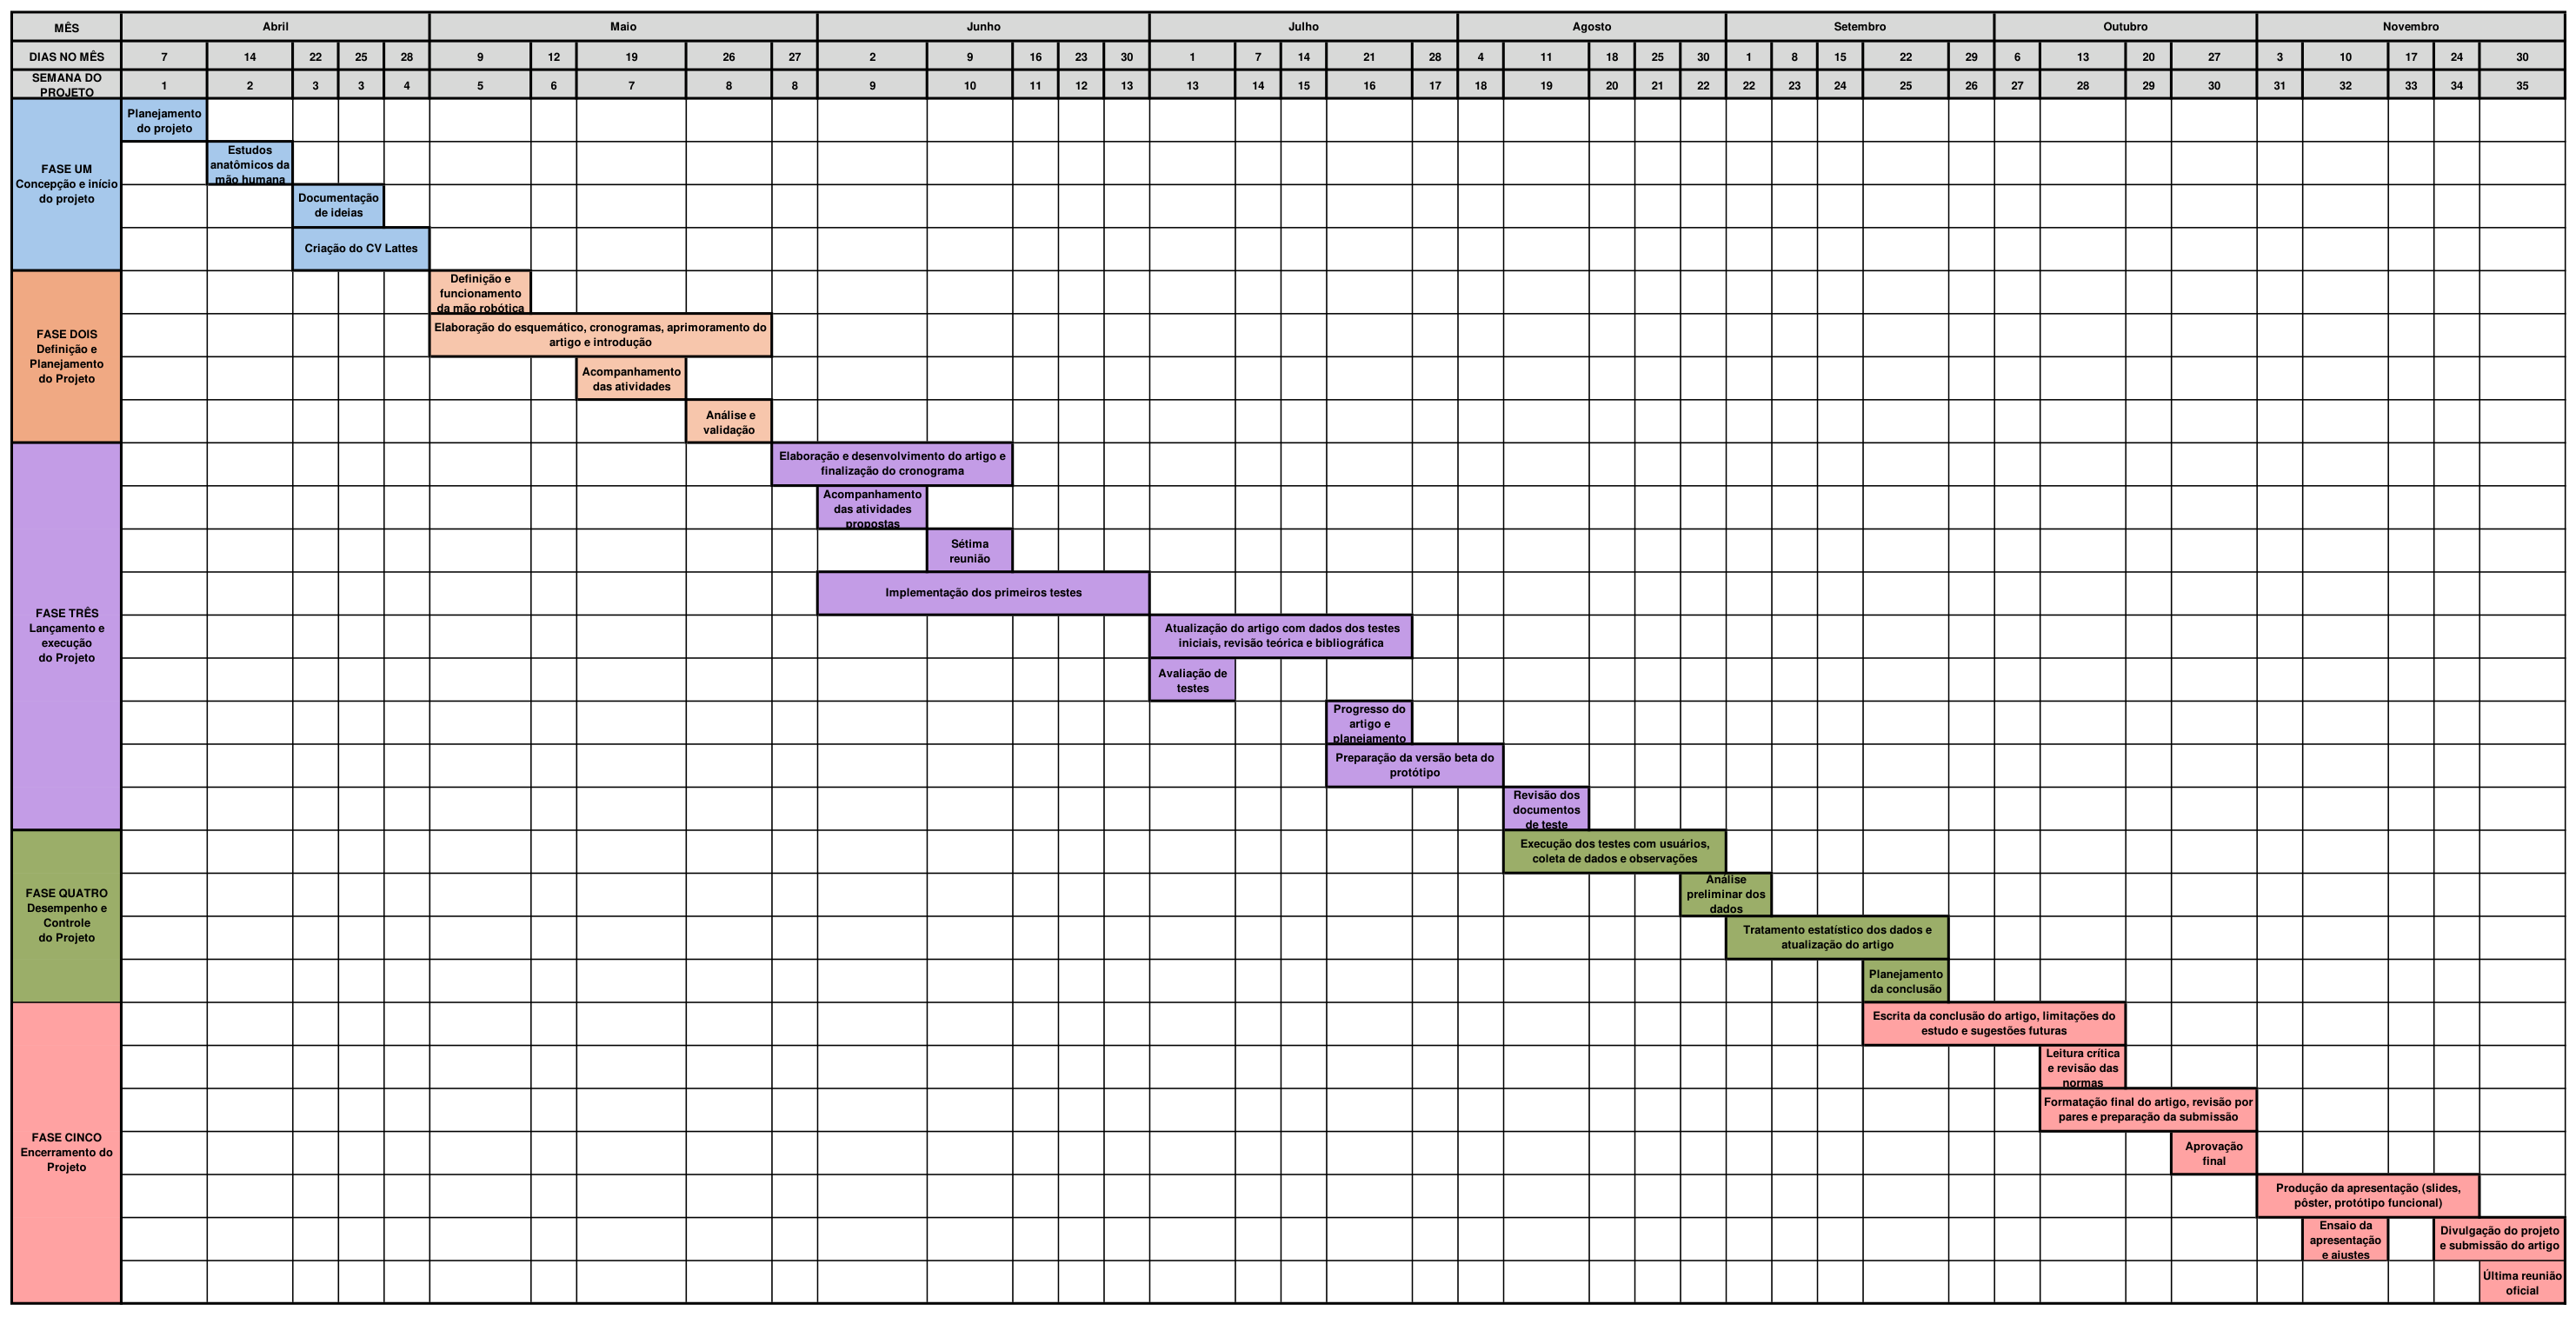 MÊS Abril Maio Junho Julho Agosto Setembro Outubro Novembro
DIAS NO MÊS 7 14 22 25 28 9 12 19 26 27 2 9 16 23 30 1 7 14 21 28 4 11 18 25 30 1 8 15 22 29 6 13 20 27 3 10 17 24 30
SEMANA DO
PROJETO
1 2 3 3 4 5 6 7 8 8 9 10 11 12 13 13 14 15 16 17 18 19 20 21 22 22 23 24 25 26 27 28 29 30 31 32 33 34 35
FASE UM
Concepção e início
do projeto
Planejamento
do projeto
Estudos
anatômicos da
mão humana
Documentação
de ideias
Criação do CV Lattes
FASE DOIS
Definição e
Planejamento
do Projeto
Definição e
funcionamento
da mão robótica
Elaboração do esquemático, cronogramas, aprimoramento do
artigo e introdução
Acompanhamento
das atividades
Análise e
validação
FASE TRÊS
Lançamento e
execução
do Projeto
Elaboração e desenvolvimento do artigo e
finalização do cronograma
Acompanhamento
das atividades
propostas
Sétima
reunião
Implementação dos primeiros testes
Atualização do artigo com dados dos testes
iniciais, revisão teórica e bibliográfica
Avaliação de
testes
Progresso do
artigo e
planejamento
Preparação da versão beta do
protótipo
Revisão dos
documentos
de teste
FASE QUATRO
Desempenho e
Controle
do Projeto
Execução dos testes com usuários,
coleta de dados e observações
Análise
preliminar dos
dados
Tratamento estatístico dos dados e
atualização do artigo
Planejamento
da conclusão
FASE CINCO
Encerramento do
Projeto
Escrita da conclusão do artigo, limitações do
estudo e sugestões futuras
Leitura crítica
e revisão das
normas
Formatação final do artigo, revisão por
pares e preparação da submissão
Aprovação
final
Produção da apresentação (slides,
pôster, protótipo funcional)
Ensaio da
apresentação
e ajustes
Divulgação do projeto
e submissão do artigo
Última reunião
oficial